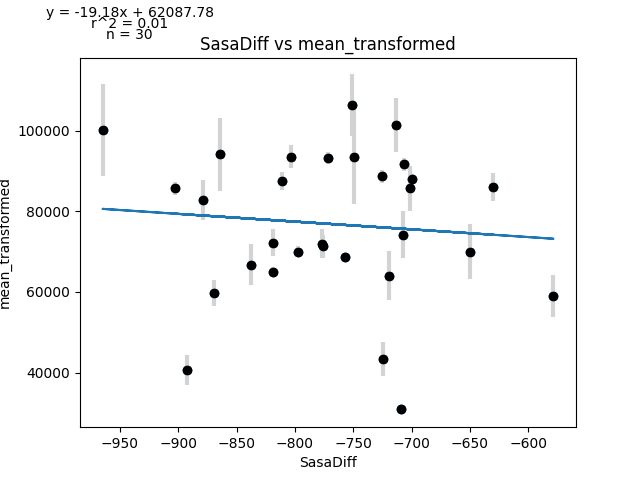 y = -19.18x + 62087.78
r^2 = 0.01
n = 30
SasaDiff vs mean_transformed
100000
80000
60000
40000
mean_transformed
−950 −900 −850 −800 −750 −700 −650 −600
SasaDiff